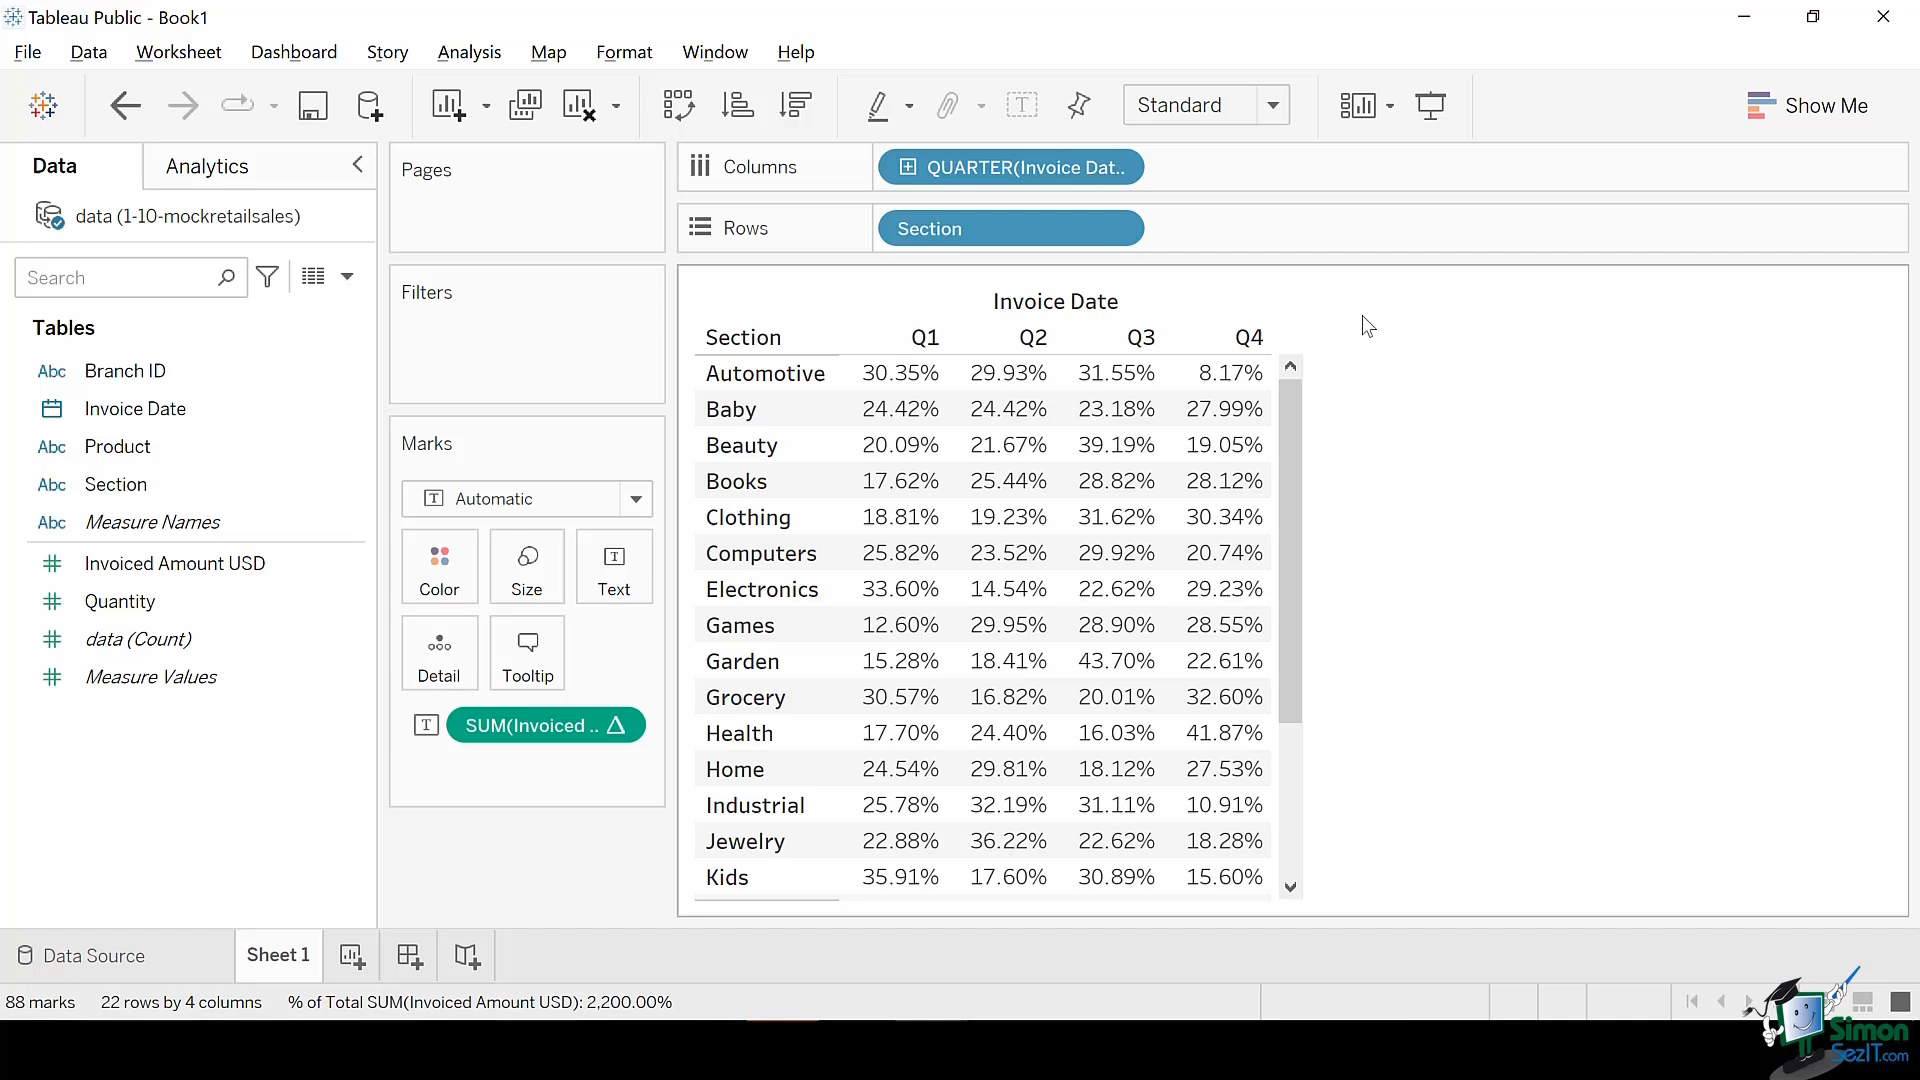 Tableau Public - Book1
File Data Worksheet Dashboard Story Analysis Map Format Window Help
Standard
Show Me
Data Analytics
data (1-10-mockretailsales)
Search
Tables
Abc Branch ID
Invoice Date
Abc Product
Abc Section
Abc Measure Names
Invoiced Amount USD
Quantity
data (Count)
Measure Values
Pages
Filters
Marks
T Automatic
Color Size T Text
Detail Tooltip
T SUM(Invoiced ..
Columns QUARTER(Invoice Dat..
Rows Section
Invoice Date
Section Q1 Q2 Q3 Q4
Automotive 30.35% 29.93% 31.55% 8.17%
Baby 24.42% 24.42% 23.18% 27.99%
Beauty 20.09% 21.67% 39.19% 19.05%
Books 17.62% 25.44% 28.82% 28.12%
Clothing 18.81% 19.23% 31.62% 30.34%
Computers 25.82% 23.52% 29.92% 20.74%
Electronics 33.60% 14.54% 22.62% 29.23%
Games 12.60% 29.95% 28.90% 28.55%
Garden 15.28% 18.41% 43.70% 22.61%
Grocery 30.57% 16.82% 20.01% 32.60%
Health 17.70% 24.40% 16.03% 41.87%
Home 24.54% 29.81% 18.12% 27.53%
Industrial 25.78% 32.19% 31.11% 10.91%
Jewelry 22.88% 36.22% 22.62% 18.28%
Kids 35.91% 17.60% 30.89% 15.60%
Data Source Sheet 1
88 marks 22 rows by 4 columns % of Total SUM(Invoiced Amount USD): 2,200.00%
Simon
SezIT.com